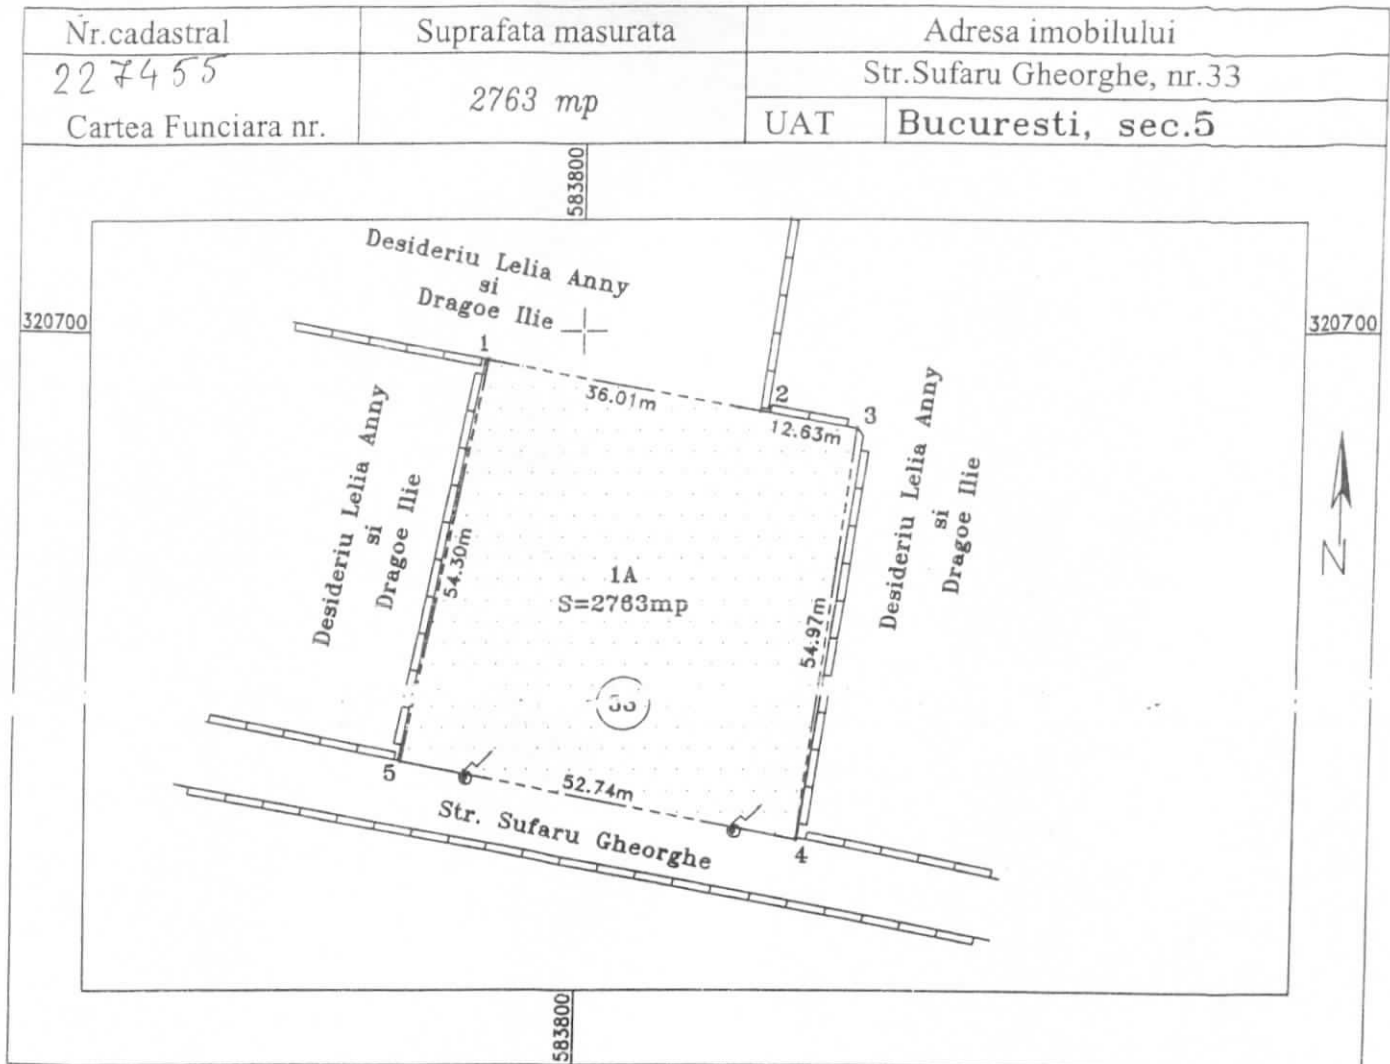 Nr.cadastral
227455
Cartea Funciara nr.
Suprafata masurata
2763 mp
Adresa imobilului
Str.Sufaru Gheorghe, nr.33
UAT
Bucuresti, sec.5
583800
320700
320700
Desideriu Lelia Anny
si
Dragoe Ilie
1
36.01m
2
3
12.63m
Desideriu Lelia Anny
si
Dragoe Ilie
54.30m
1A
S=2763mp
54.97m
Desideriu Lelia Anny
si
Dragoe Ilie
N
33
5
52.74m
4
Str. Sufaru Gheorghe
583800